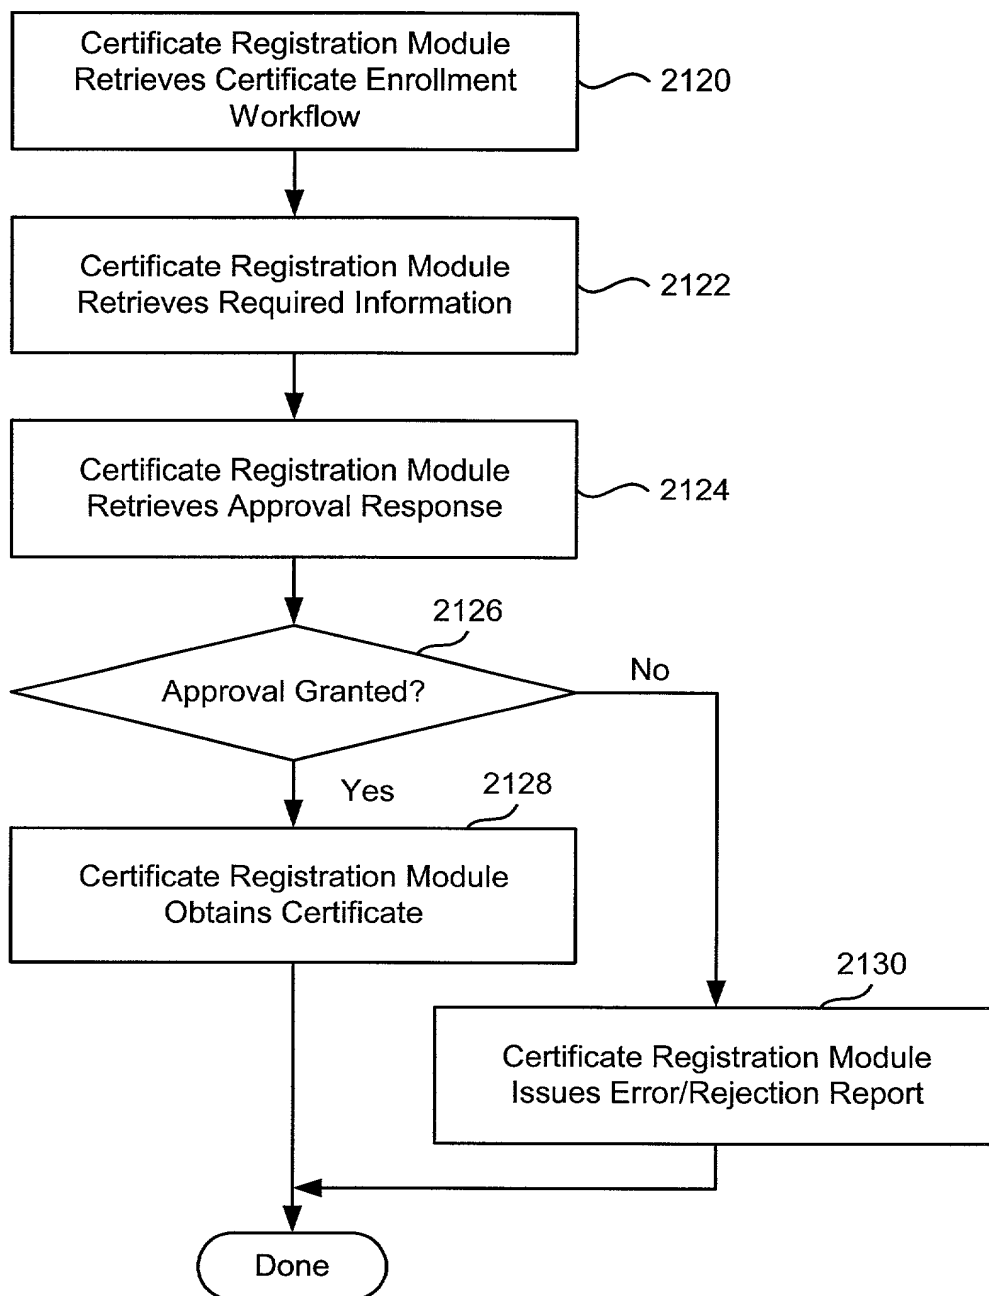 Certificate Registration Module
Retrieves Certificate Enrollment
Workflow
2120
Certificate Registration Module
Retrieves Required Information
2122
Certificate Registration Module
Retrieves Approval Response
2124
2126
Approval Granted?
No
Yes
2128
Certificate Registration Module
Obtains Certificate
2130
Certificate Registration Module
Issues Error/Rejection Report
Done